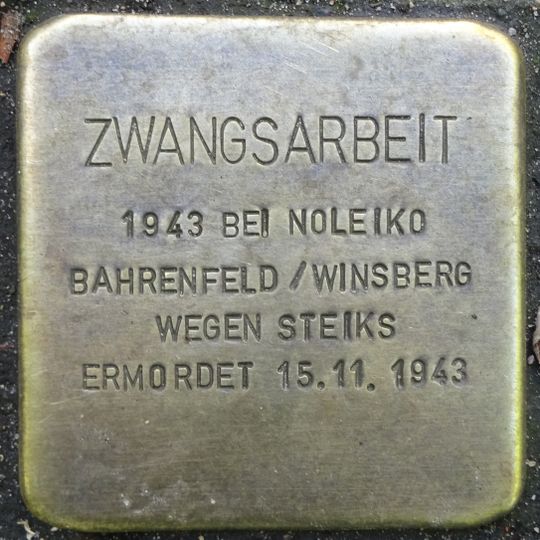 ZWANGSARBEIT
1943 BEI NOLEIKO
BAHRENFELD / WINSBERG
WEGEN STEIKS
ERMORDET 15.11. 1943